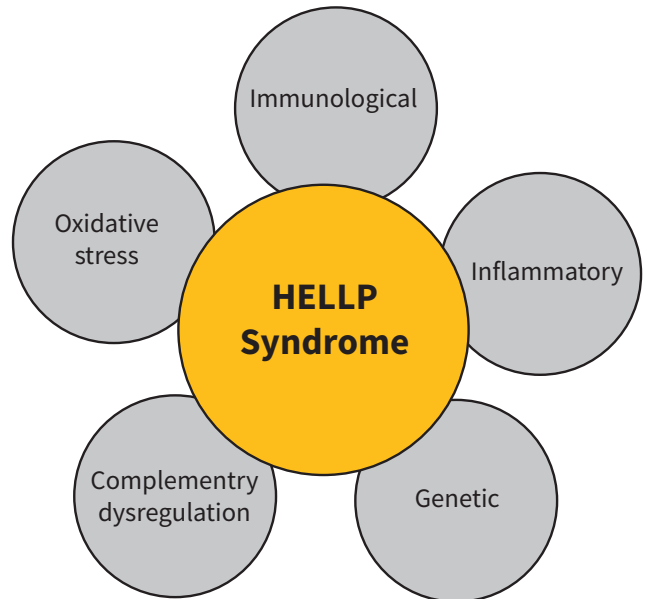 Immunological
Oxidative
stress
Inflammatory
HELLP
Syndrome
Complementry
dysregulation
Genetic